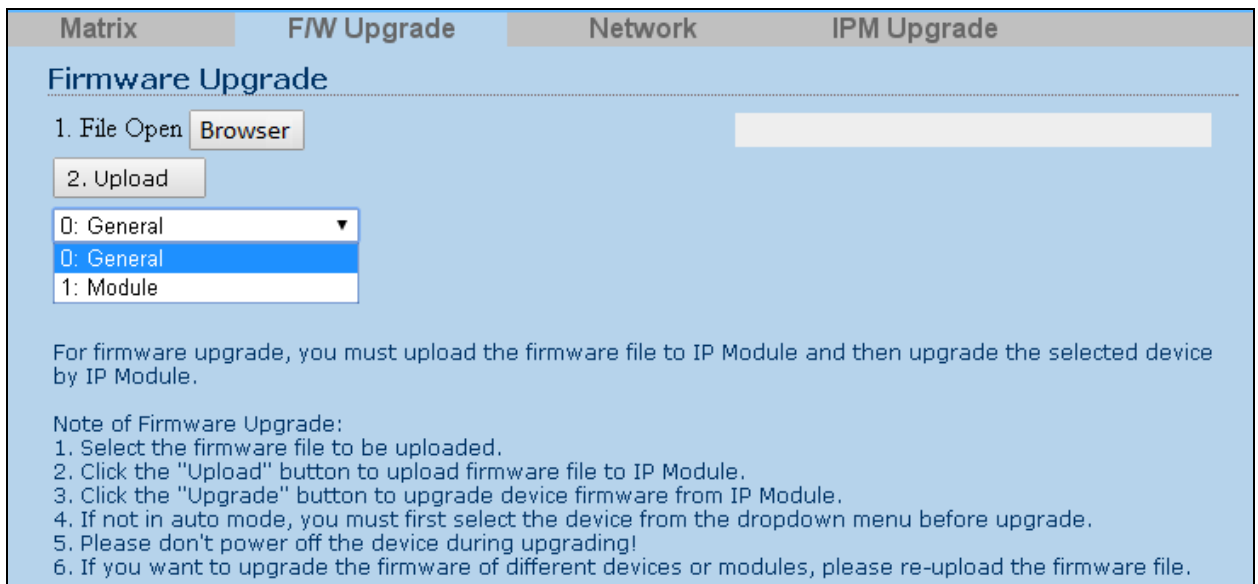 Matrix F/W Upgrade Network IPM Upgrade
Firmware Upgrade
1. File Open Browser
2. Upload
0: General
0: General
1: Module
For firmware upgrade, you must upload the firmware file to IP Module and then upgrade the selected device
by IP Module.
Note of Firmware Upgrade:
1. Select the firmware file to be uploaded.
2. Click the "Upload" button to upload firmware file to IP Module.
3. Click the "Upgrade" button to upgrade device firmware from IP Module.
4. If not in auto mode, you must first select the device from the dropdown menu before upgrade.
5. Please don't power off the device during upgrading!
6. If you want to upgrade the firmware of different devices or modules, please re-upload the firmware file.